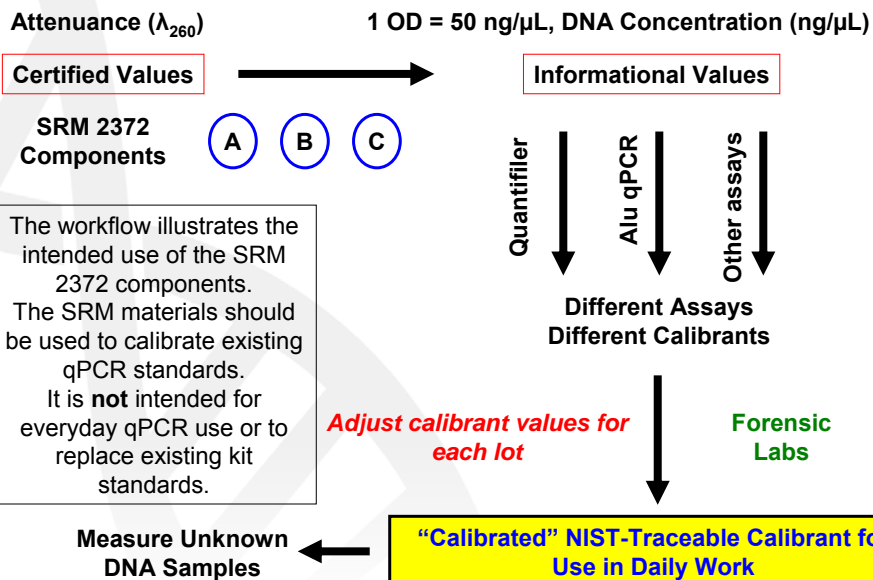 Attenuance (λ260)
1 OD = 50 ng/µL, DNA Concentration (ng/µL)
Certified Values
Informational Values
SRM 2372
Components
A
B
C
Quantifiler
Alu qPCR
Other assays
The workflow illustrates the
intended use of the SRM
2372 components.
The SRM materials should
be used to calibrate existing
qPCR standards.
It is not intended for
everyday qPCR use or to
replace existing kit
standards.
Different Assays
Different Calibrants
Adjust calibrant values for
each lot
Forensic
Labs
“Calibrated” NIST-Traceable Calibrant fo
Use in Daily Work
Measure Unknown
DNA Samples